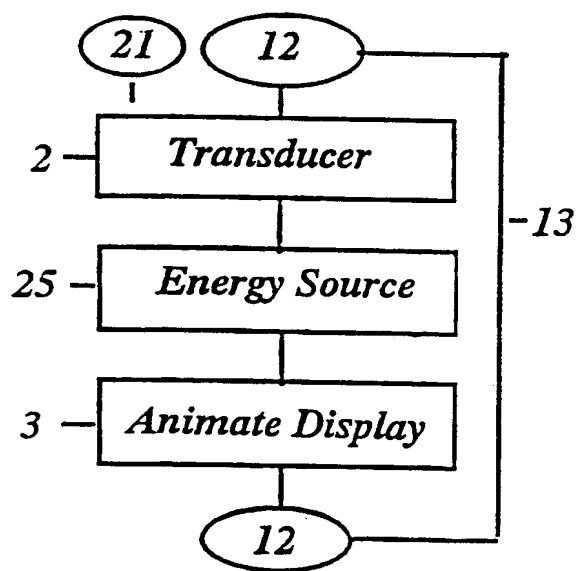 21 12
2 Transducer
13
25 Energy Source
3 Animate Display
12